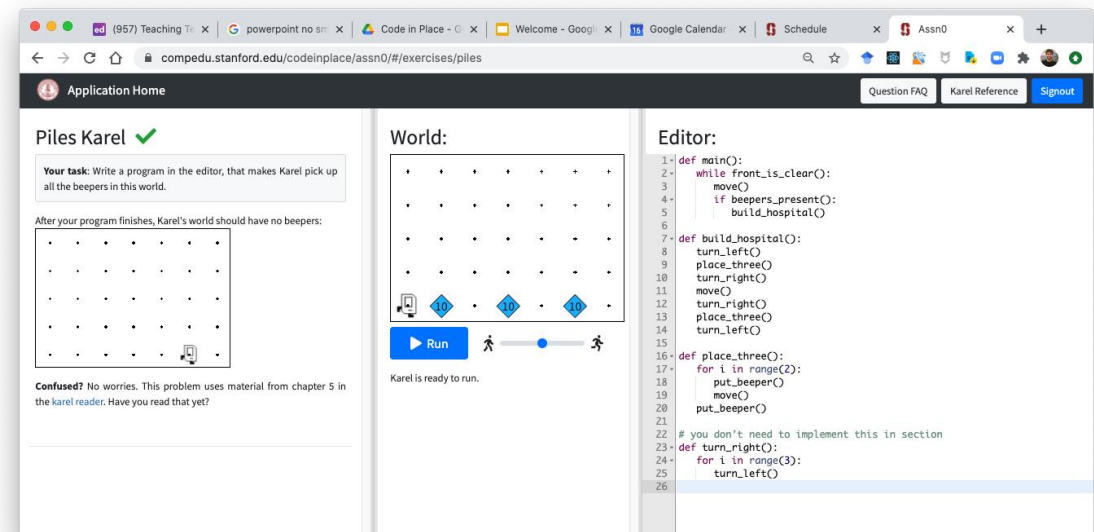 (957) Teaching Te
powerpoint no sm
Code in Place - G
Welcome - Googl
16
Google Calendar
Schedule
Assn0
compedu.stanford.edu/codeinplace/assn0/#/exercises/piles
Application Home
Question FAQ
Karel Reference
Signout
Piles Karel
Your task: Write a program in the editor, that makes Karel pick up
all the beepers in this world.
After your program finishes, Karel's world should have no beepers:
Confused? No worries. This problem uses material from chapter 5 in
the karel reader. Have you read that yet?
World:
10
10
10
Run
Karel is ready to run.
Editor:
1 def main():
2 while front_is_clear():
3 move()
4 if beepers_present():
5 build_hospital()
6
7 def build_hospital():
8 turn_left()
9 place_three()
10 turn_right()
11 move()
12 turn_right()
13 place_three()
14 turn_left()
15
16 def place_three():
17 for i in range(2):
18 put_beeper()
19 move()
20 put_beeper()
21
22 # you don't need to implement this in section
23 def turn_right():
24 for i in range(3):
25 turn_left()
26